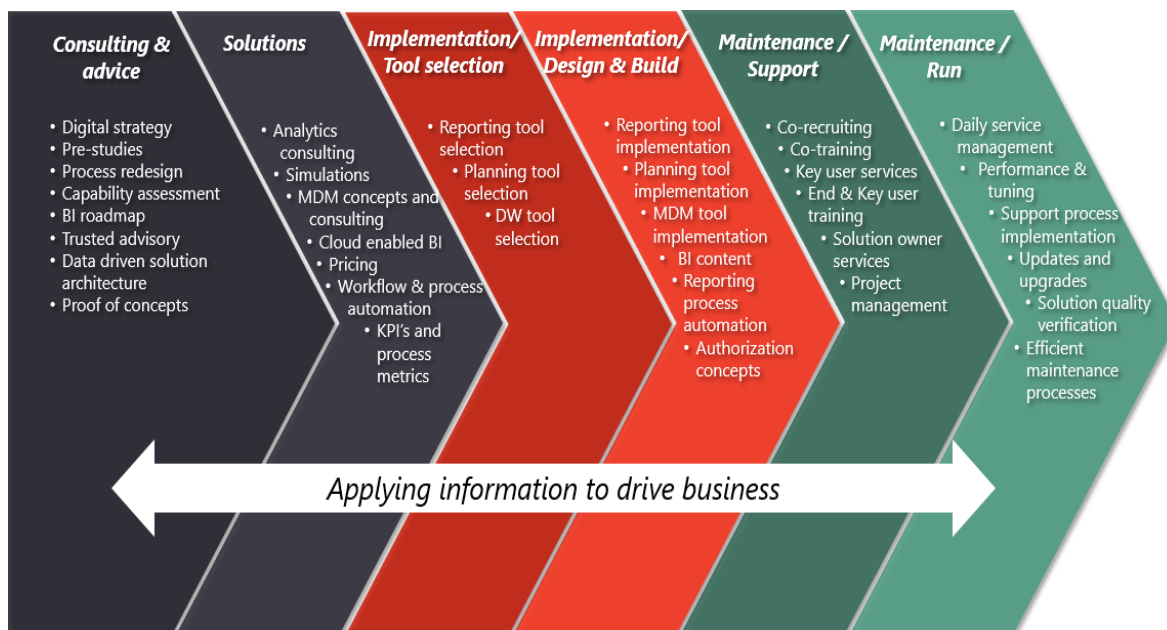 Consulting &
advice
• Digital strategy
• Pre-studies
• Process redesign
• Capability assessment
• BI roadmap
• Trusted advisory
• Data driven solution
architecture
• Proof of concepts
Solutions
• Analytics
consulting
• Simulations
• MDM concepts and
consulting
• Cloud enabled BI
• Pricing
• Workflow & process
automation
• KPI's and
process
metrics
Implementation/
Tool selection
• Reporting tool
selection
• Planning tool
selection
• DW tool
selection
Implementation/
Design & Build
• Reporting tool
implementation
• Planning tool
implementation
• MDM tool
implementation
• BI content
• Reporting
process
automation
• Authorization
concepts
Maintenance /
Support
• Co-recruiting
• Co-training
• Key user services
• End & Key user
training
• Solution owner
services
• Project
management
Maintenance /
Run
• Daily service
management
• Performance &
tuning
• Support process
implementation
• Updates and
upgrades
• Solution quality
verification
• Efficient
maintenance
processes
Applying information to drive business